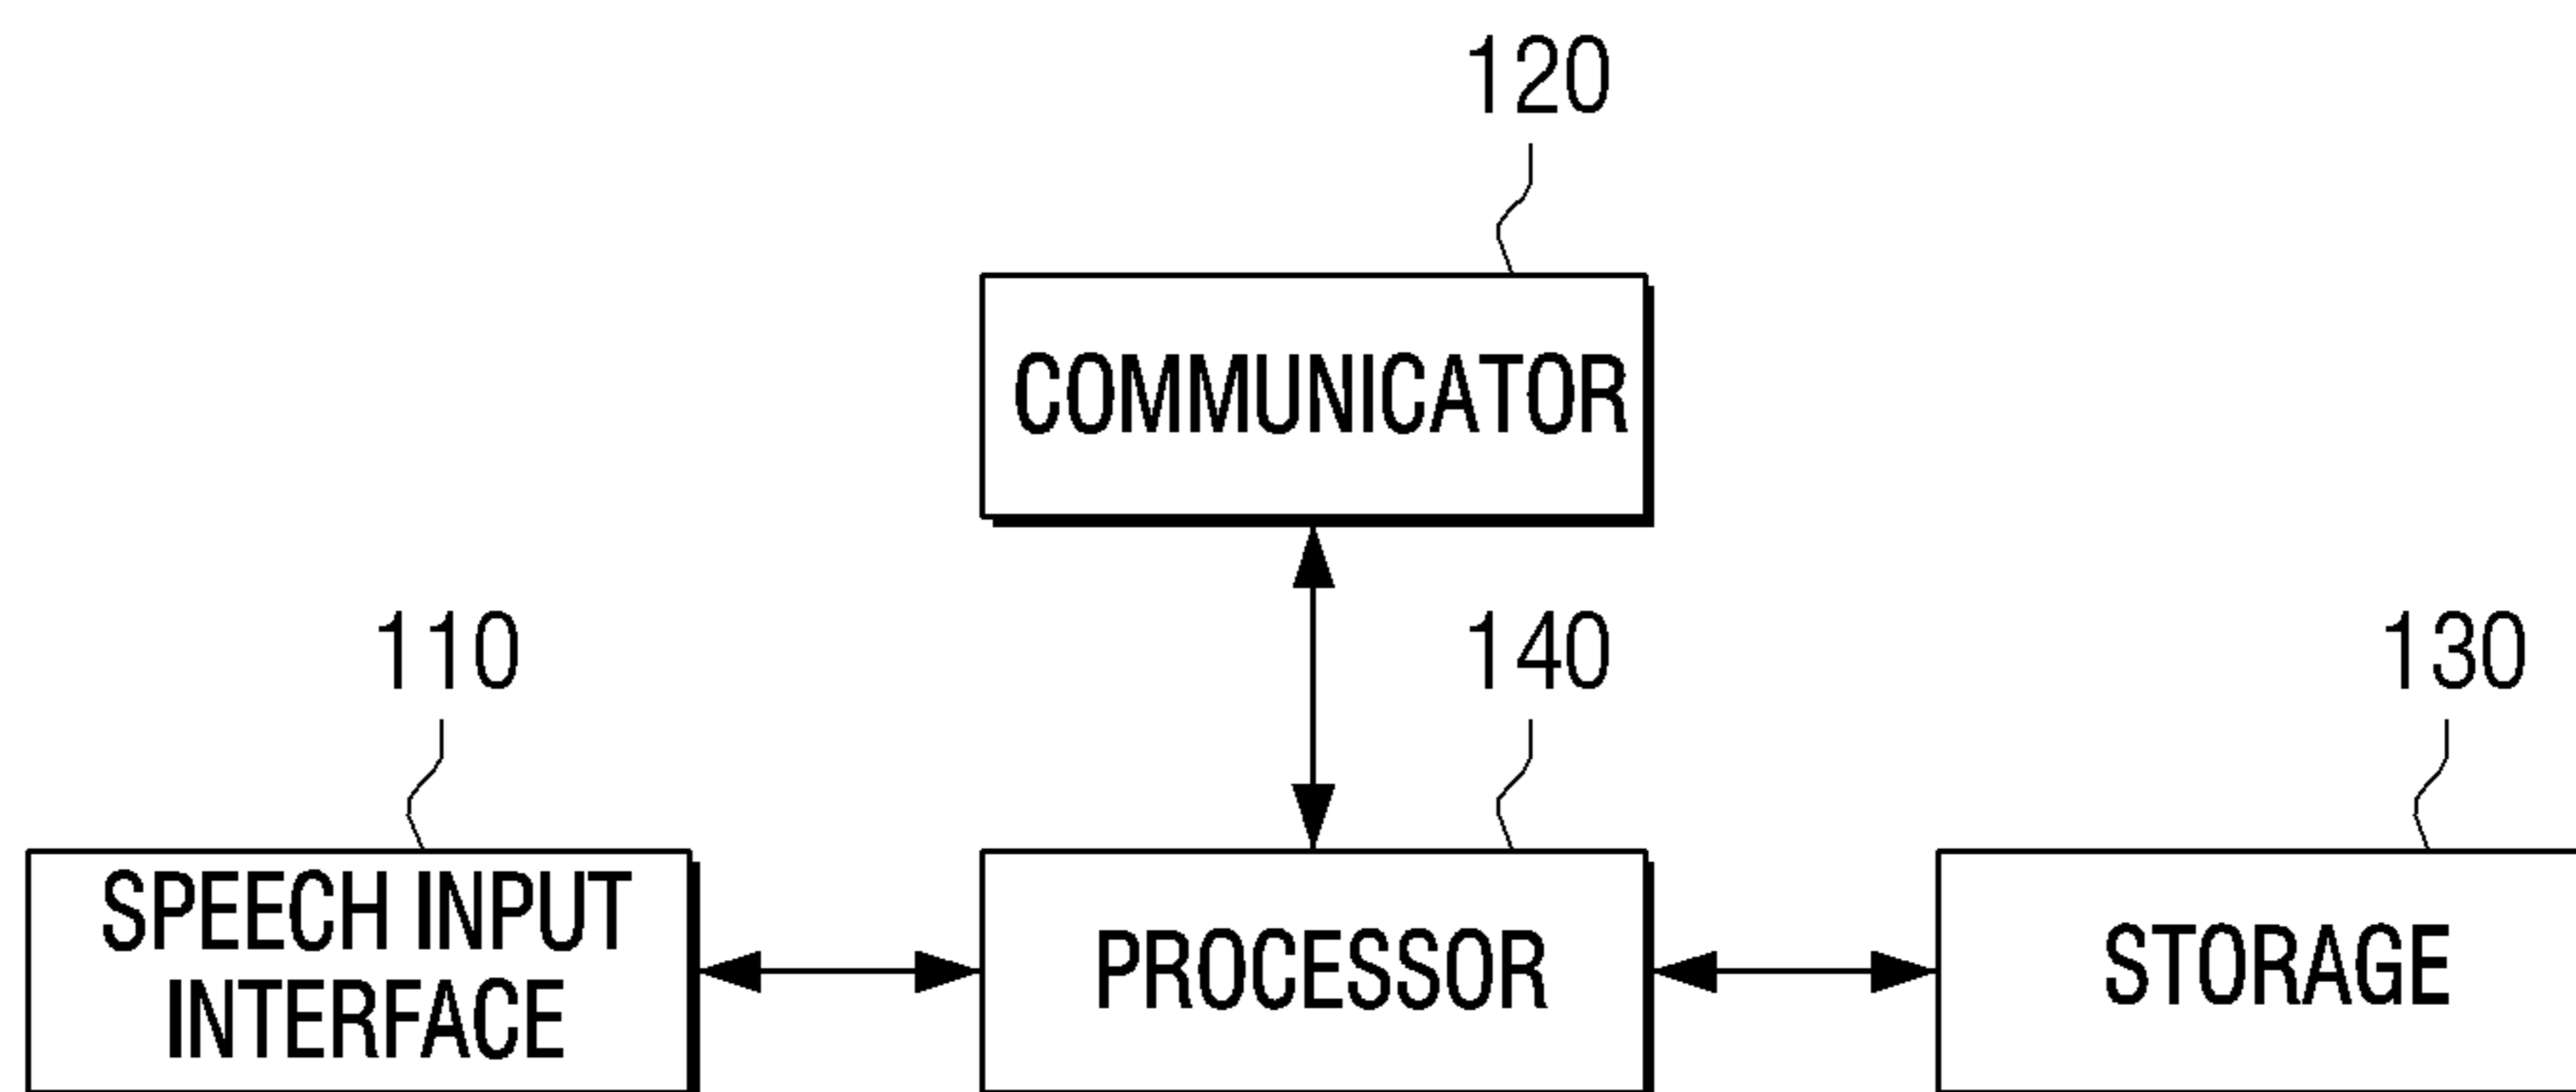 120
COMMUNICATOR
110
140
130
SPEECH INPUT
INTERFACE
PROCESSOR
STORAGE